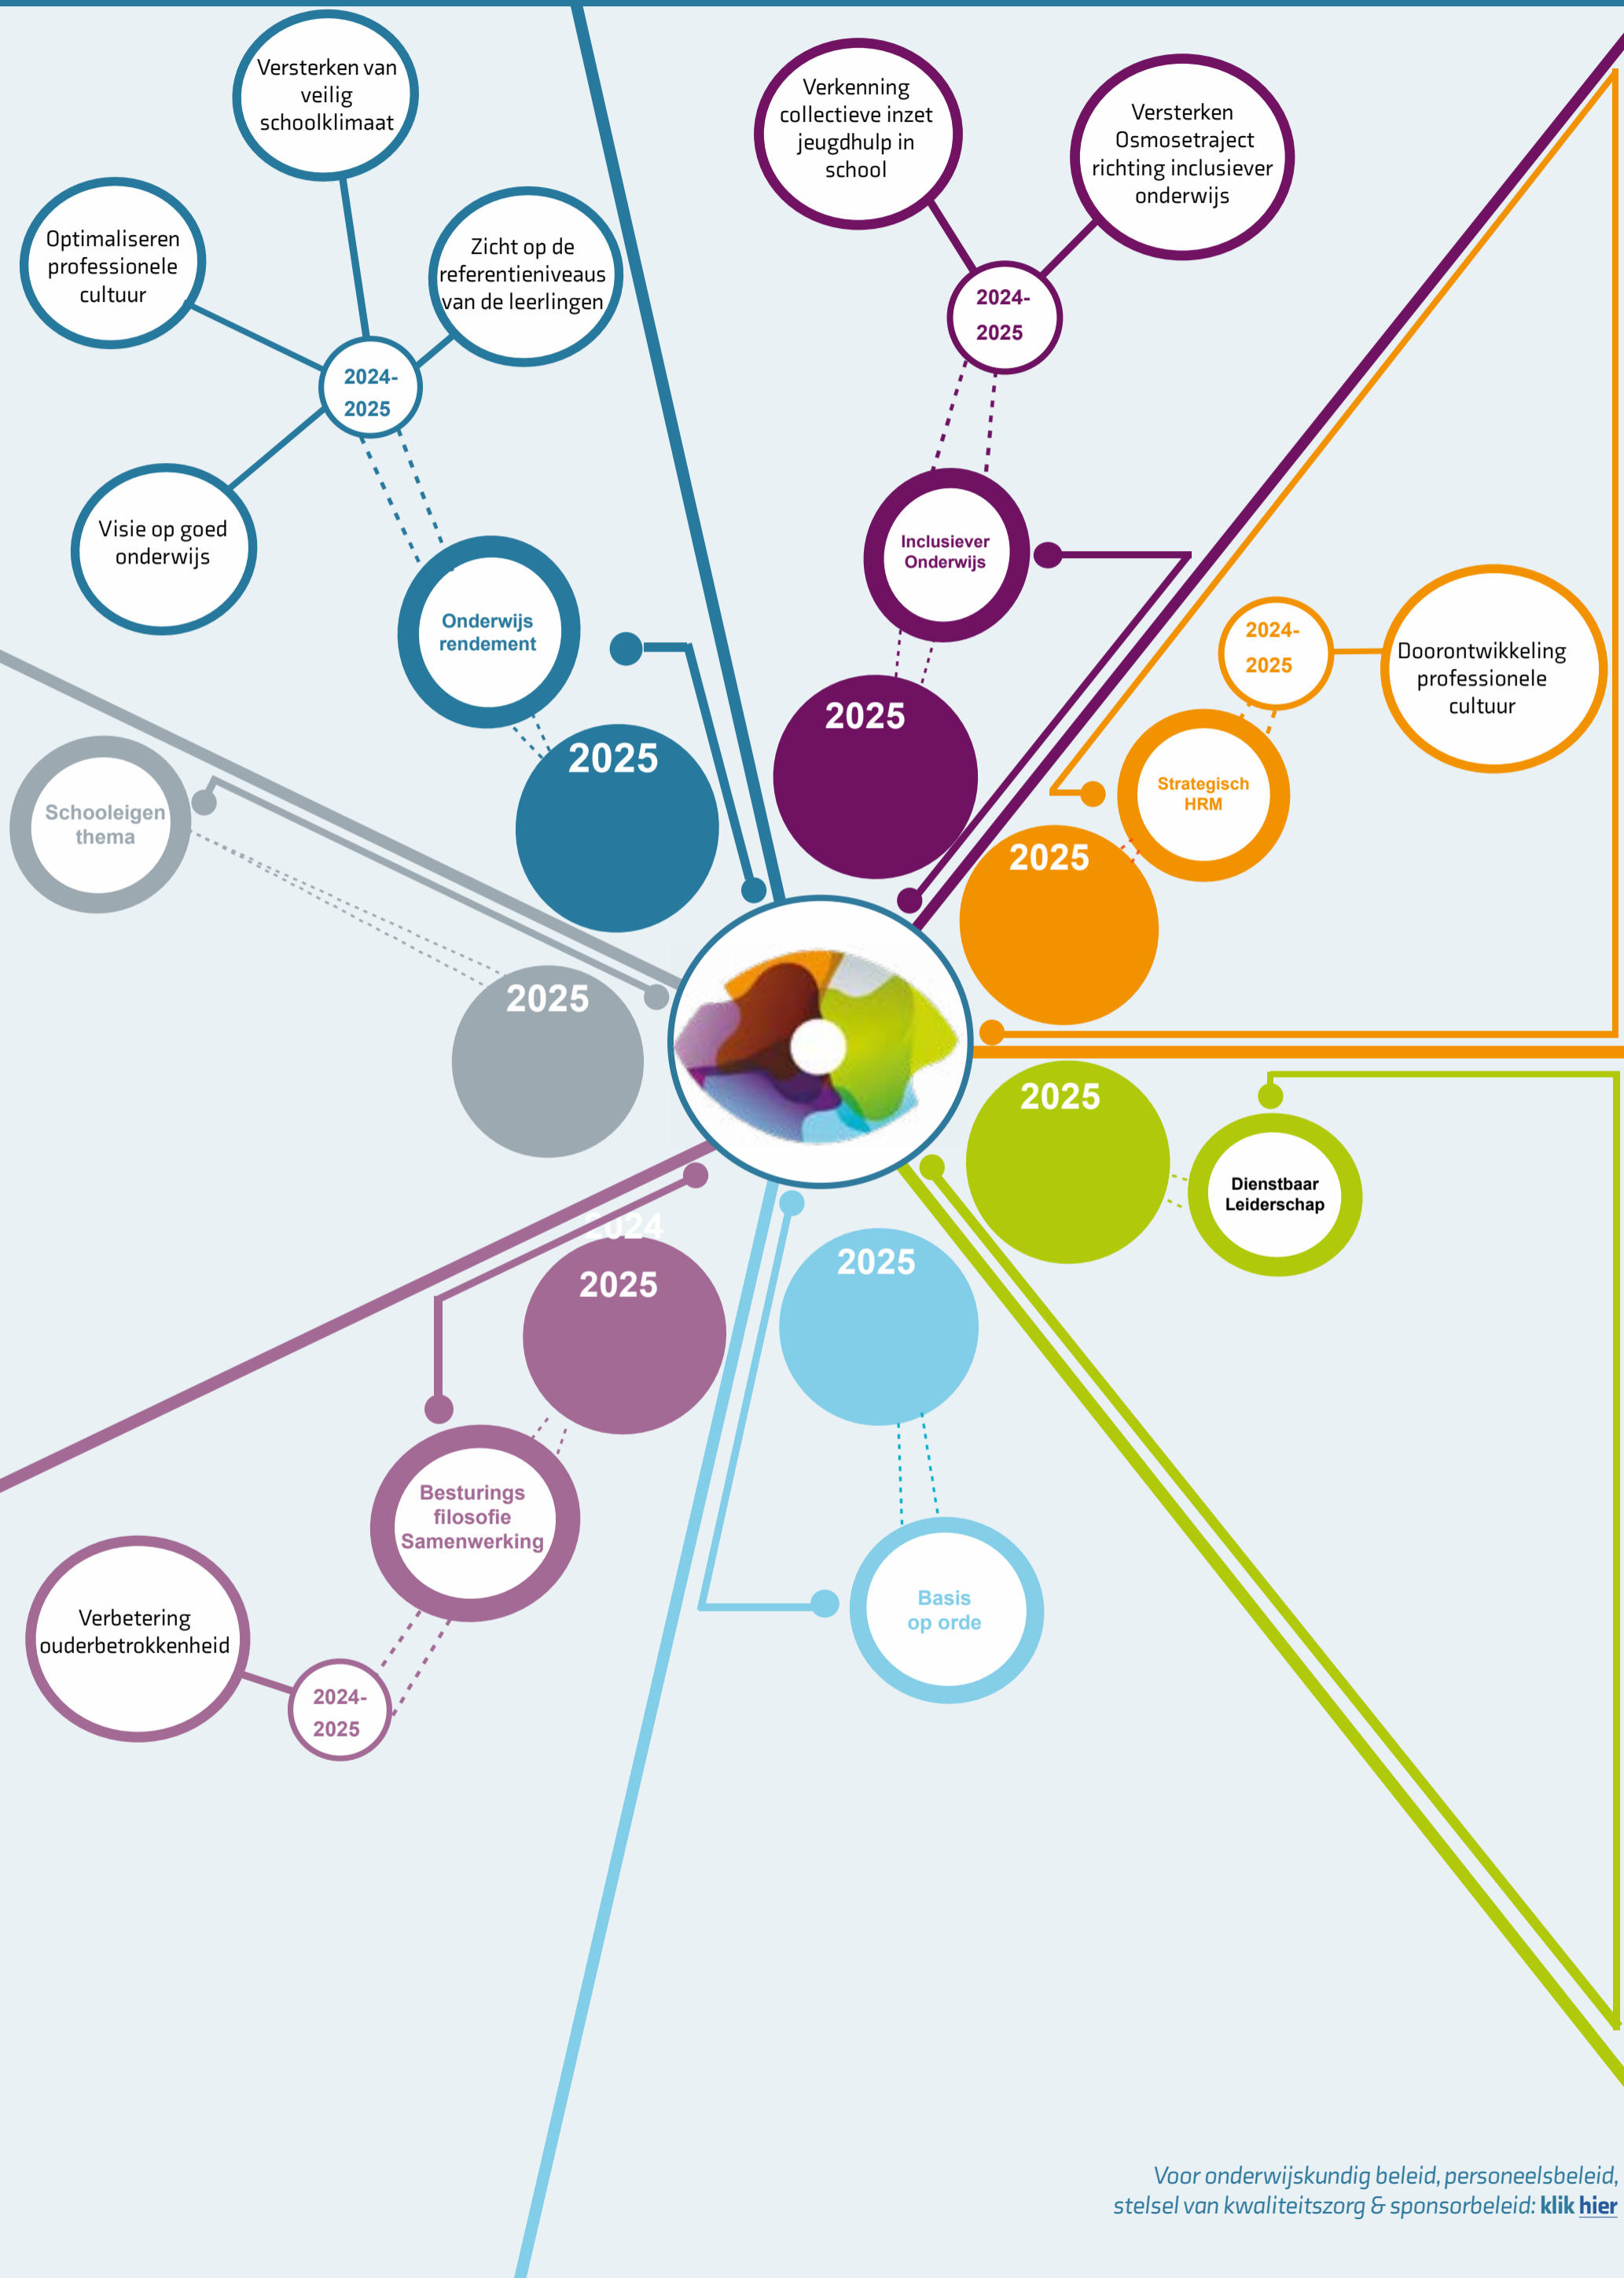 Versterken van
veilig
schoolklimaat
Optimaliseren
professionele
cultuur
Zicht op de
referentieniveaus
van de leerlingen
2024-
2025
Visie op goed
onderwijs
Onderwijs
rendement
2025
Verkenning
collectieve inzet
jeugdhulp in
school
Versterken
Osmosetraject
richting inclusiever
onderwijs
2024-
2025
Inclusiever
Onderwijs
2025
2024-
2025
Doorontwikkeling
professionele
cultuur
Strategisch
HRM
2025
Schooleigen
thema
2025
2025
Dienstbaar
Leiderschap
2024
2025
Besturings
filosofie
Samenwerking
Verbetering
ouderbetrokkenheid
2024-
2025
2025
Basis
op orde
Voor onderwijskundig beleid, personeelsbeleid,
stelsel van kwaliteitszorg & sponsorbeleid: klik hier